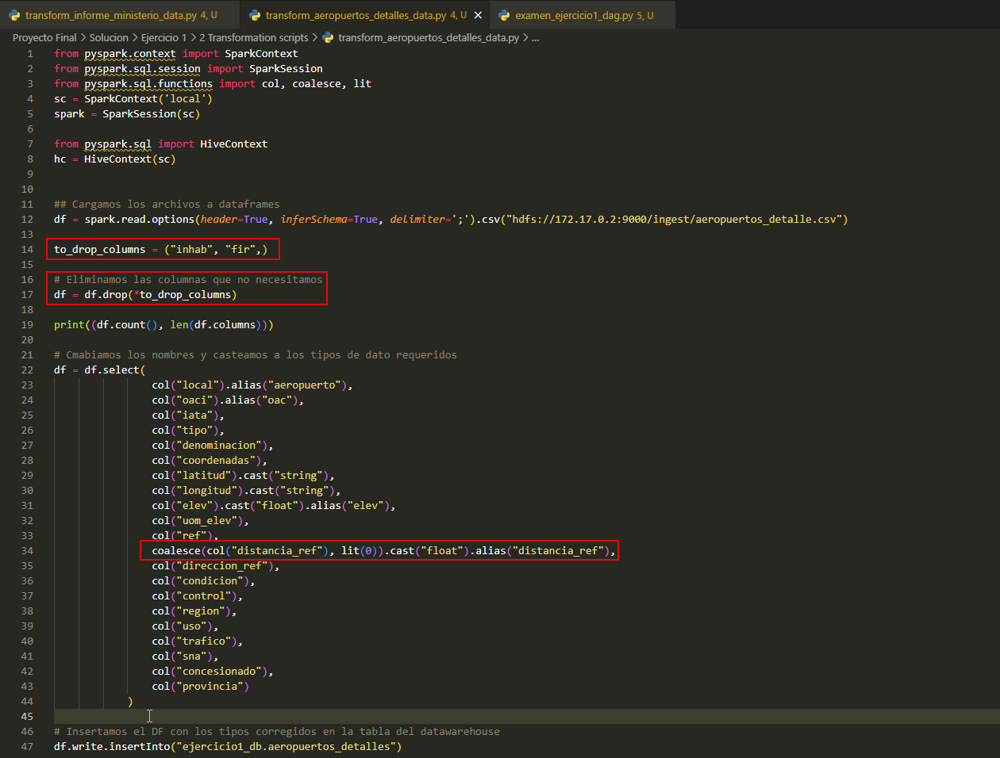 transform_informe_ministerio_data.py 4, U transform_aeropuertos_detalles_data.py 4, U × examen_ejercicio1_dag.py 5, U
Proyecto Final > Solucion > Ejercicio 1 > 2 Transformation scripts > transform_aeropuertos_detalles_data.py > ...
1 from pyspark.context import SparkContext
2 from pyspark.sql.session import SparkSession
3 from pyspark.sql.functions import col, coalesce, lit
4 sc = SparkContext('local')
5 spark = SparkSession(sc)
6
7 from pyspark.sql import HiveContext
8 hc = HiveContext(sc)
9
10
11 ## Cargamos los archivos a dataframes
12 df = spark.read.options(header=True, inferSchema=True, delimiter=';').csv("hdfs://172.17.0.2:9000/ingest/aeropuertos_detalle.csv")
13
14 to_drop_columns = ("inhab", "fir",)
15
16 # Eliminamos las columnas que no necesitamos
17 df = df.drop(*to_drop_columns)
18
19 print((df.count(), len(df.columns)))
20
21 # Cmabiamos los nombres y casteamos a los tipos de dato requeridos
22 df = df.select(
23 col("local").alias("aeropuerto"),
24 col("oaci").alias("oac"),
25 col("iata"),
26 col("tipo"),
27 col("denominacion"),
28 col("coordenadas"),
29 col("latitud").cast("string"),
30 col("longitud").cast("string"),
31 col("elev").cast("float").alias("elev"),
32 col("uom_elev"),
33 col("ref"),
34 coalesce(col("distancia_ref"), lit(0)).cast("float").alias("distancia_ref"),
35 col("direccion_ref"),
36 col("condicion"),
37 col("control"),
38 col("region"),
39 col("uso"),
40 col("trafico"),
41 col("sna"),
42 col("concesionado"),
43 col("provincia")
44 )
45
46 # Insertamos el DF con los tipos corregidos en la tabla del datawarehouse
47 df.write.insertInto("ejercicio1_db.aeropuertos_detalles")